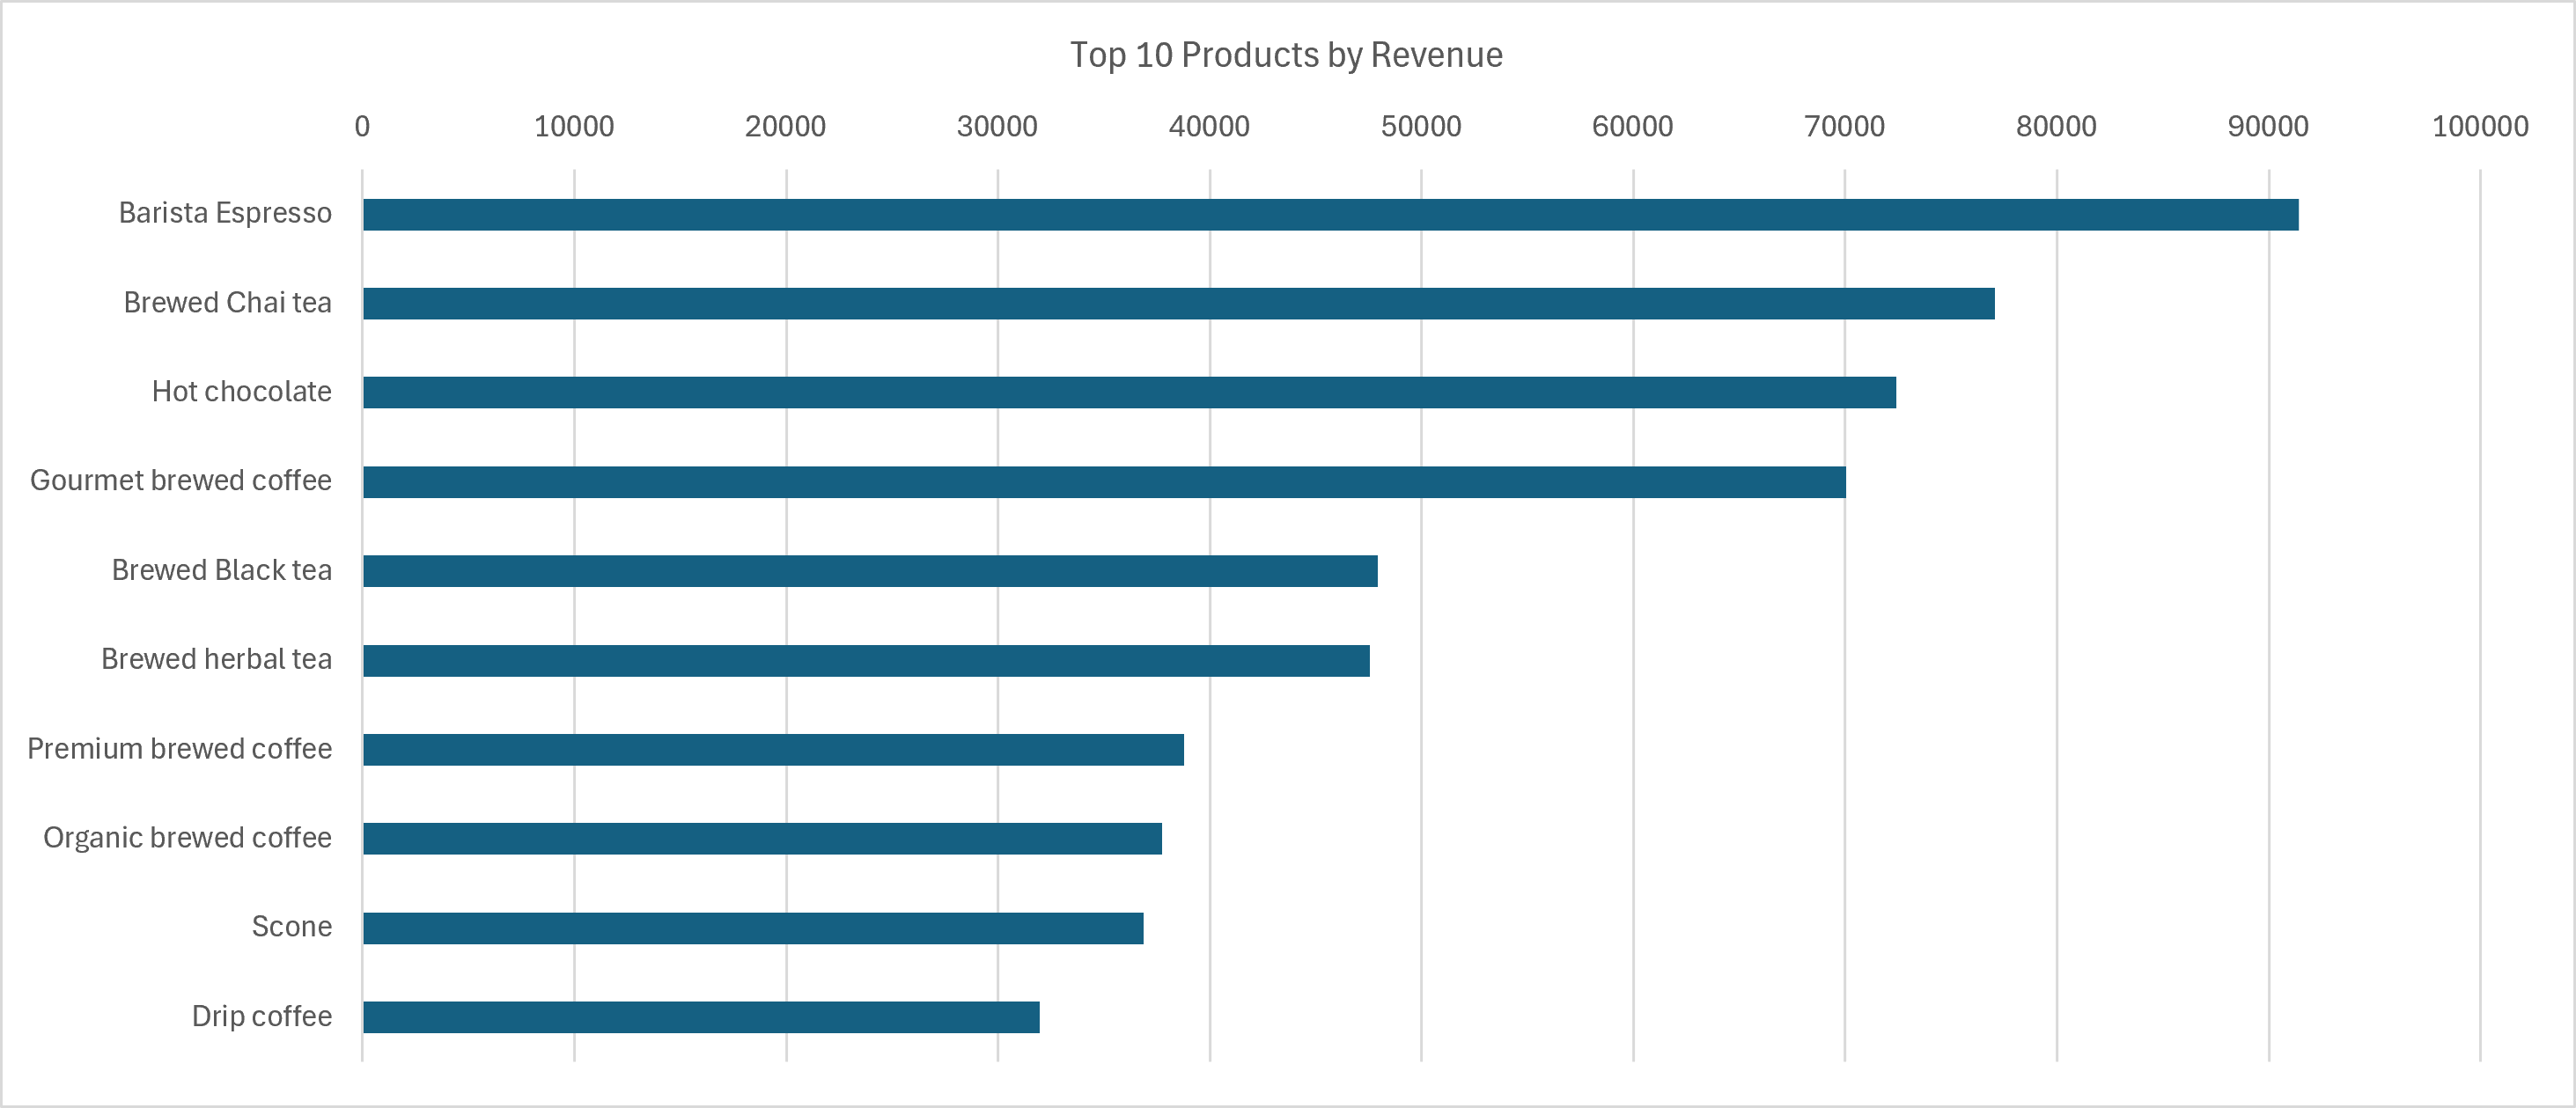 Top 10 Products by Revenue
0 10000 20000 30000 40000 50000 60000 70000 80000 90000 100000
Barista Espresso
Brewed Chai tea
Hot chocolate
Gourmet brewed coffee
Brewed Black tea
Brewed herbal tea
Premium brewed coffee
Organic brewed coffee
Scone
Drip coffee